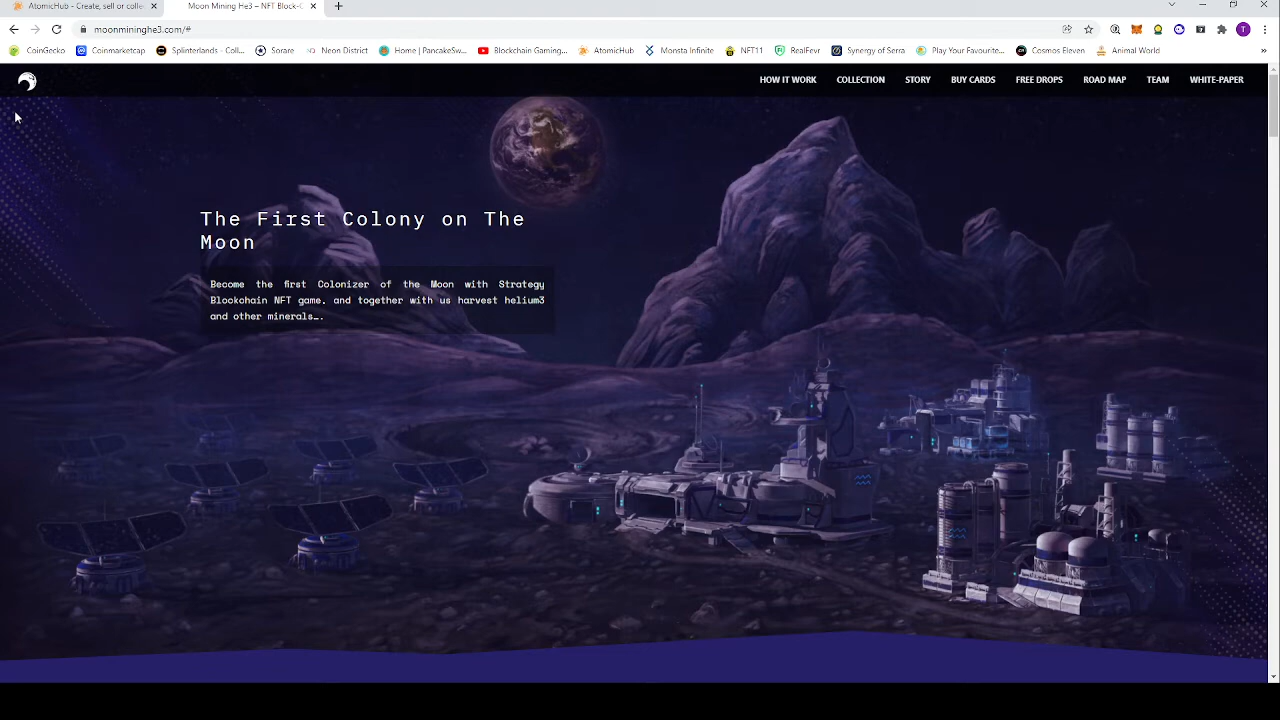 AtomicHub - Create, sell or colle
Moon Mining He3 – NFT Block-C
moonmininghe3.com/#
T
CoinGecko
Coinmarketcap
Splinterlands - Coll...
Sorare
Neon District
Home | PancakeSw...
Blockchain Gaming...
AtomicHub
Monsta Infinite
NFT11
RealFevr
Synergy of Serra
Play Your Favourite...
Cosmos Eleven
Animal World
»
HOW IT WORK
COLLECTION
STORY
BUY CARDS
FREE DROPS
ROAD MAP
TEAM
WHITE-PAPER
The First Colony on The
Moon
Become the first Colonizer of the Moon with Strategy
Blockchain NFT game. and together with us harvest helium3
and other minerals….